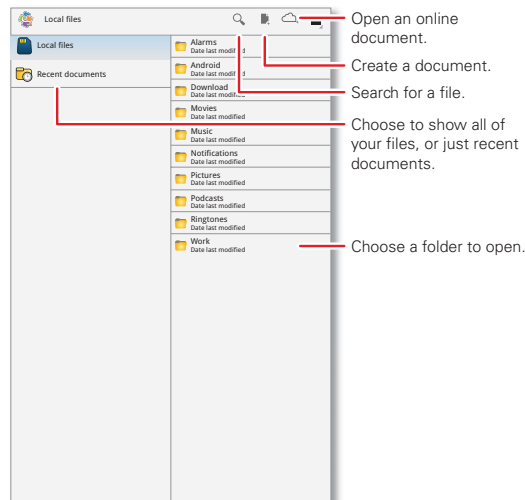 Local files
Local files
Recent documents
Alarms
Date last modified
Android
Date last modified
Download
Date last modified
Movies
Date last modified
Music
Date last modified
Notifications
Date last modified
Pictures
Date last modified
Podcasts
Date last modified
Ringtones
Date last modified
Work
Date last modified
Open an online
document.
Create a document.
Search for a file.
Choose to show all of
your files, or just recent
documents.
Choose a folder to open.